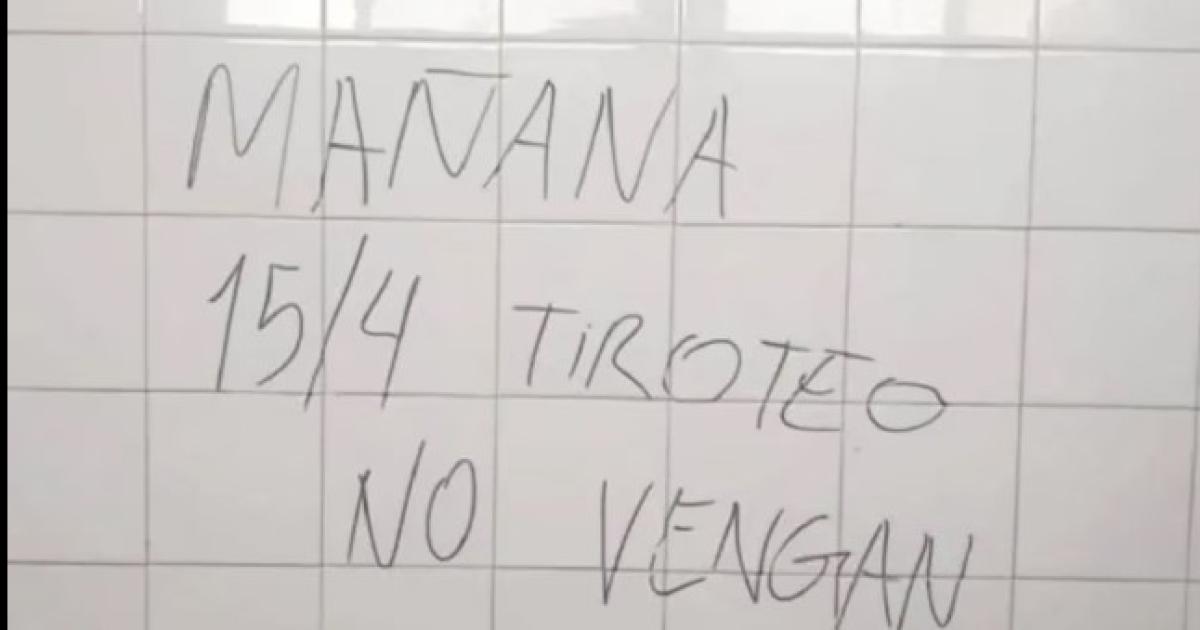 MAÑANA
15/4 TIROTEO
NO VENGAN